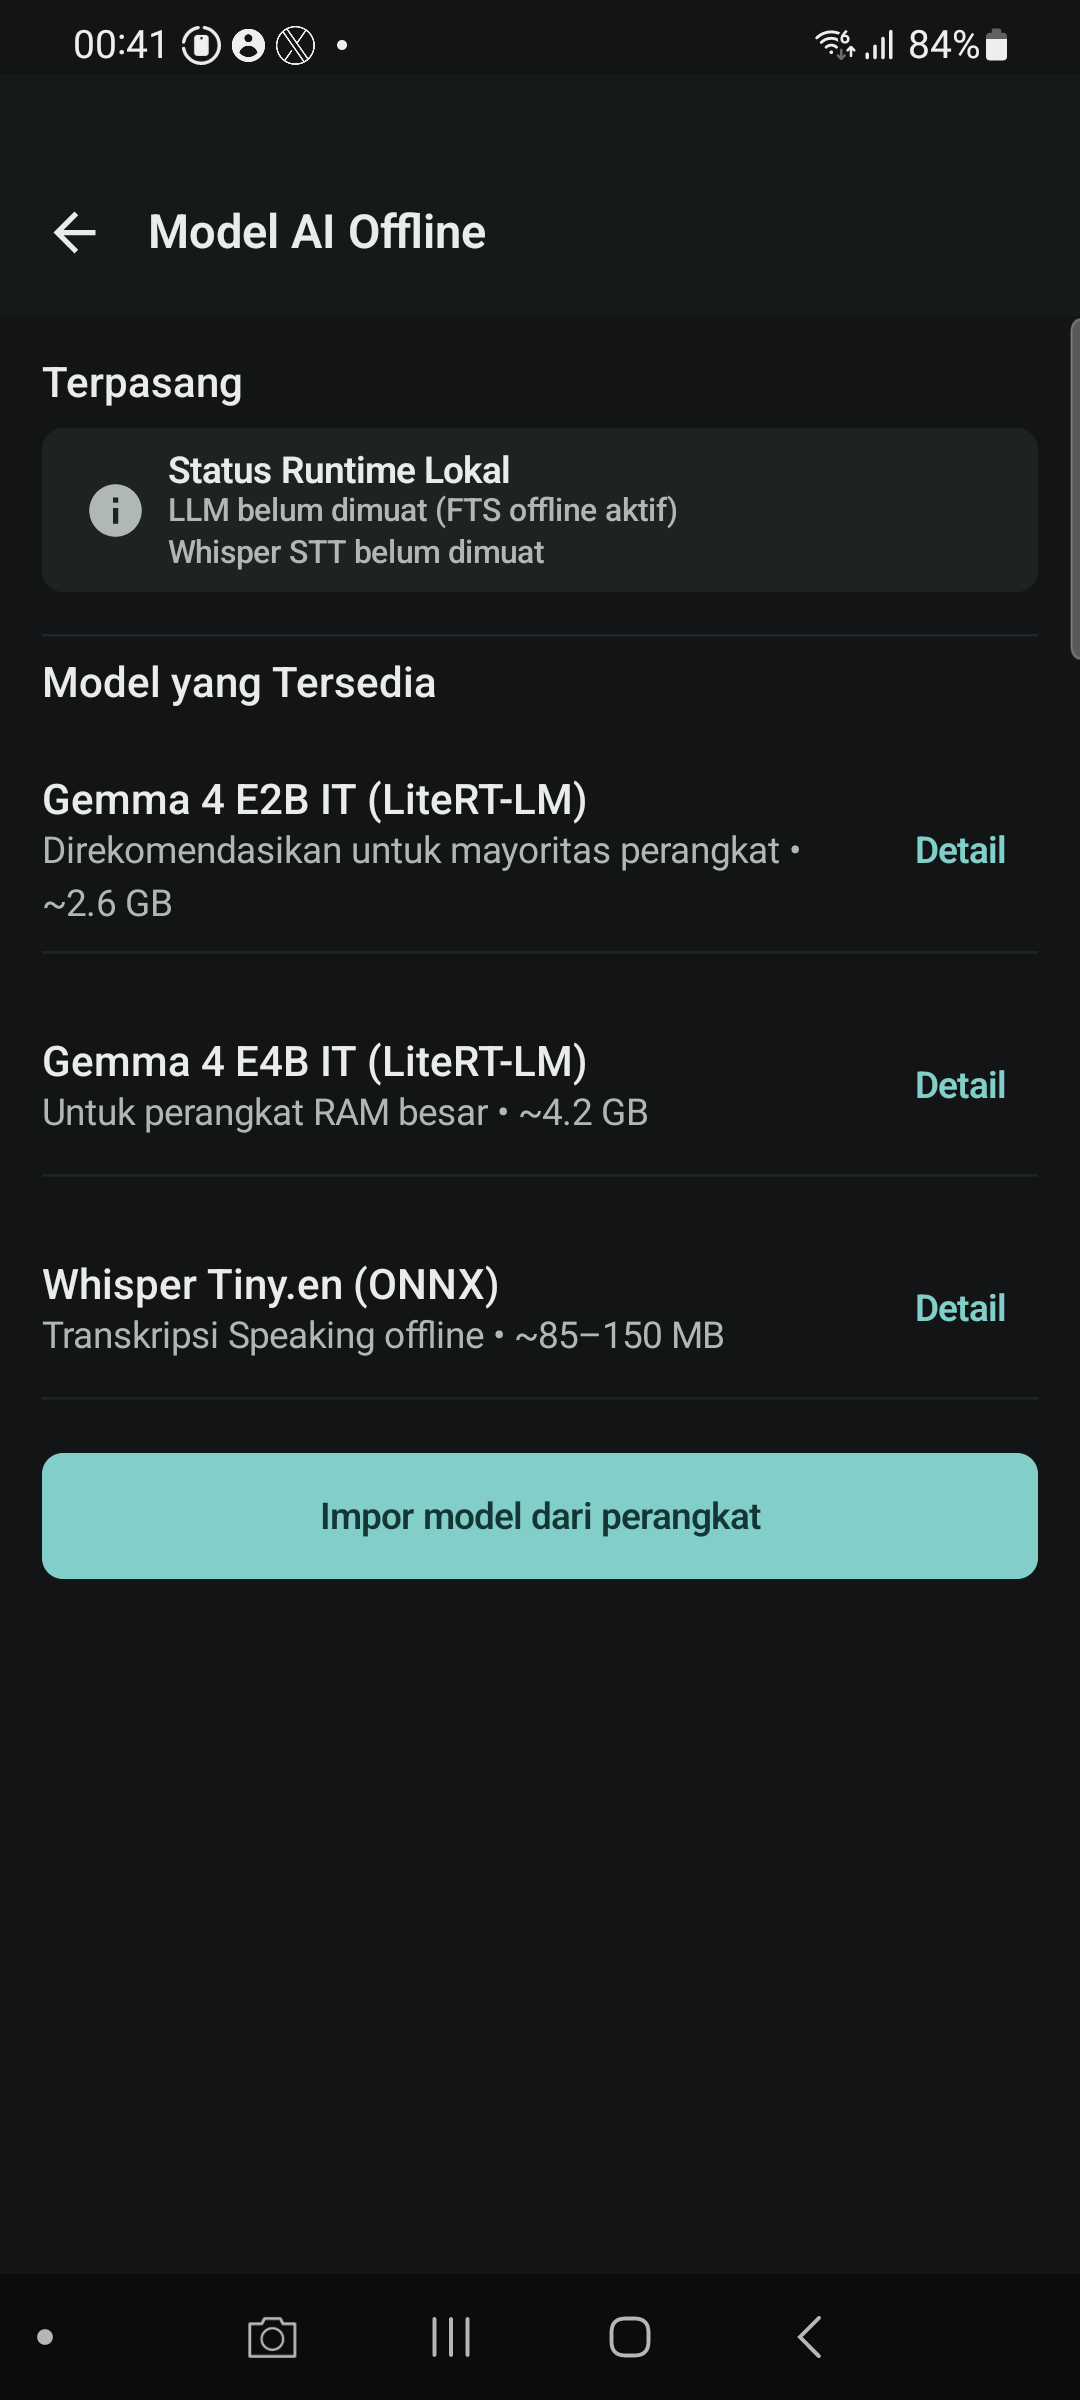 00:41
84%
Model AI Offline
Terpasang
Status Runtime Lokal
LLM belum dimuat (FTS offline aktif)
Whisper STT belum dimuat
Model yang Tersedia
Gemma 4 E2B IT (LiteRT-LM)
Direkomendasikan untuk mayoritas perangkat •
~2.6 GB
Detail
Gemma 4 E4B IT (LiteRT-LM)
Untuk perangkat RAM besar • ~4.2 GB
Detail
Whisper Tiny.en (ONNX)
Transkripsi Speaking offline • ~85–150 MB
Detail
Impor model dari perangkat